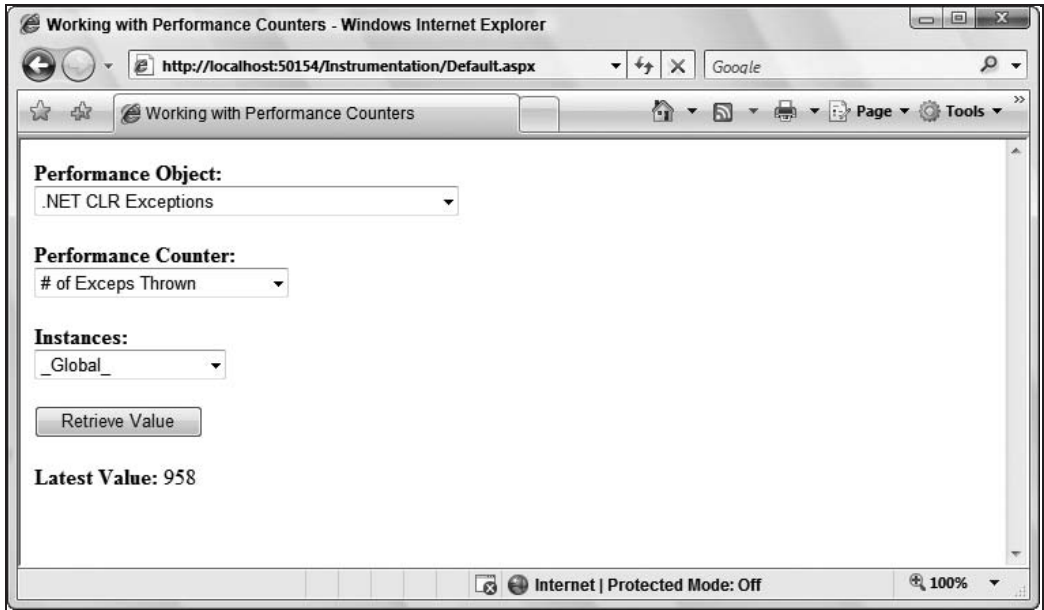 Working with Performance Counters - Windows Internet Explorer
http://localhost:50154/Instrumentation/Default.aspx
Google
Working with Performance Counters
Page
Tools
Performance Object:
.NET CLR Exceptions
Performance Counter:
# of Exceps Thrown
Instances:
_Global_
Retrieve Value
Latest Value: 958
Internet | Protected Mode: Off
100%